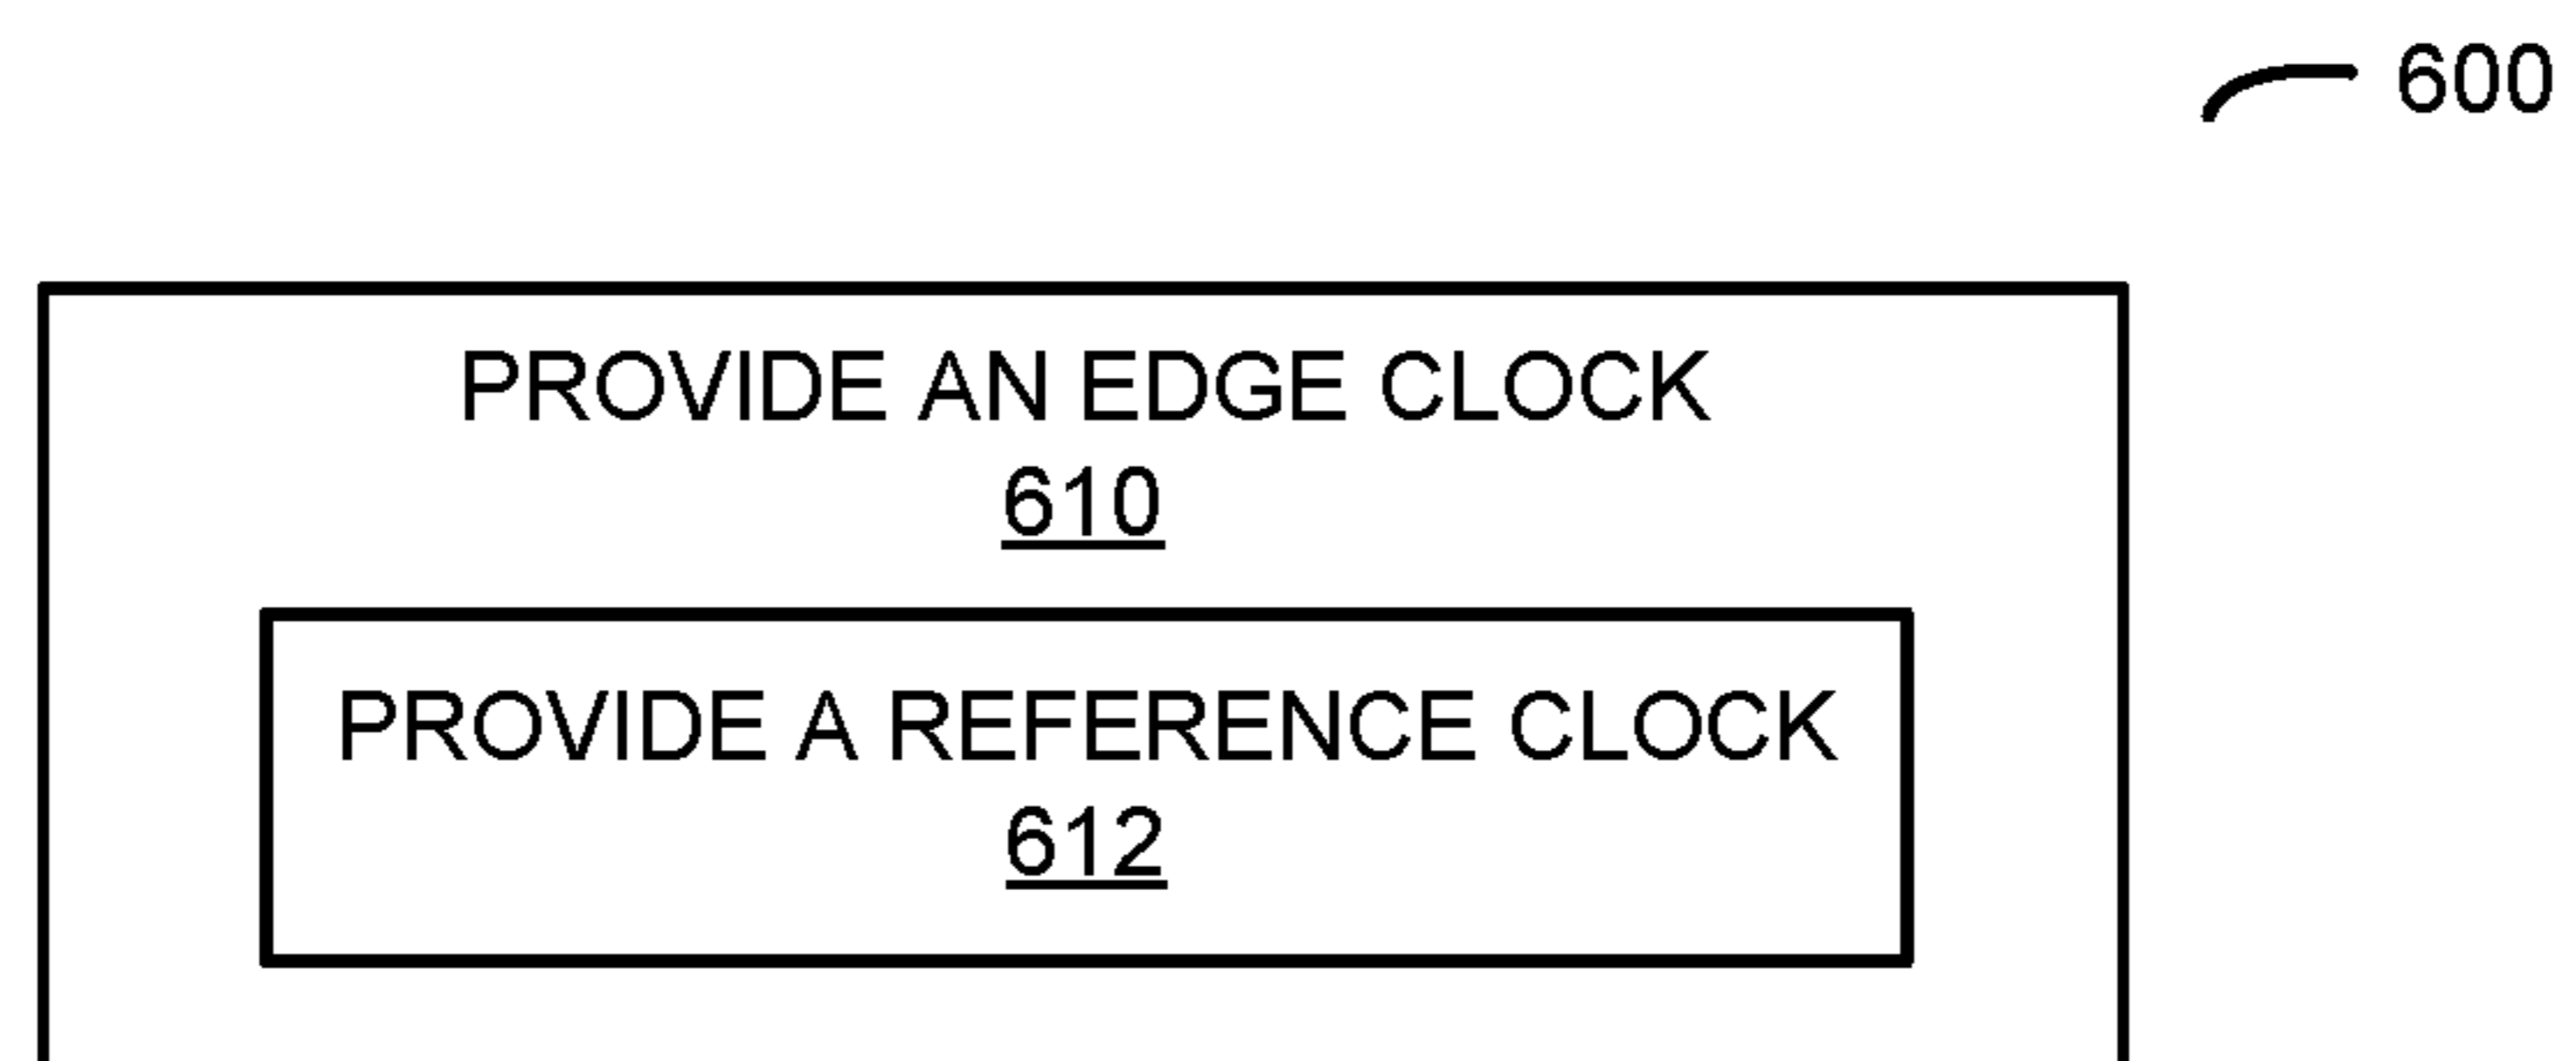 600
PROVIDE AN EDGE CLOCK
610
PROVIDE A REFERENCE CLOCK
612